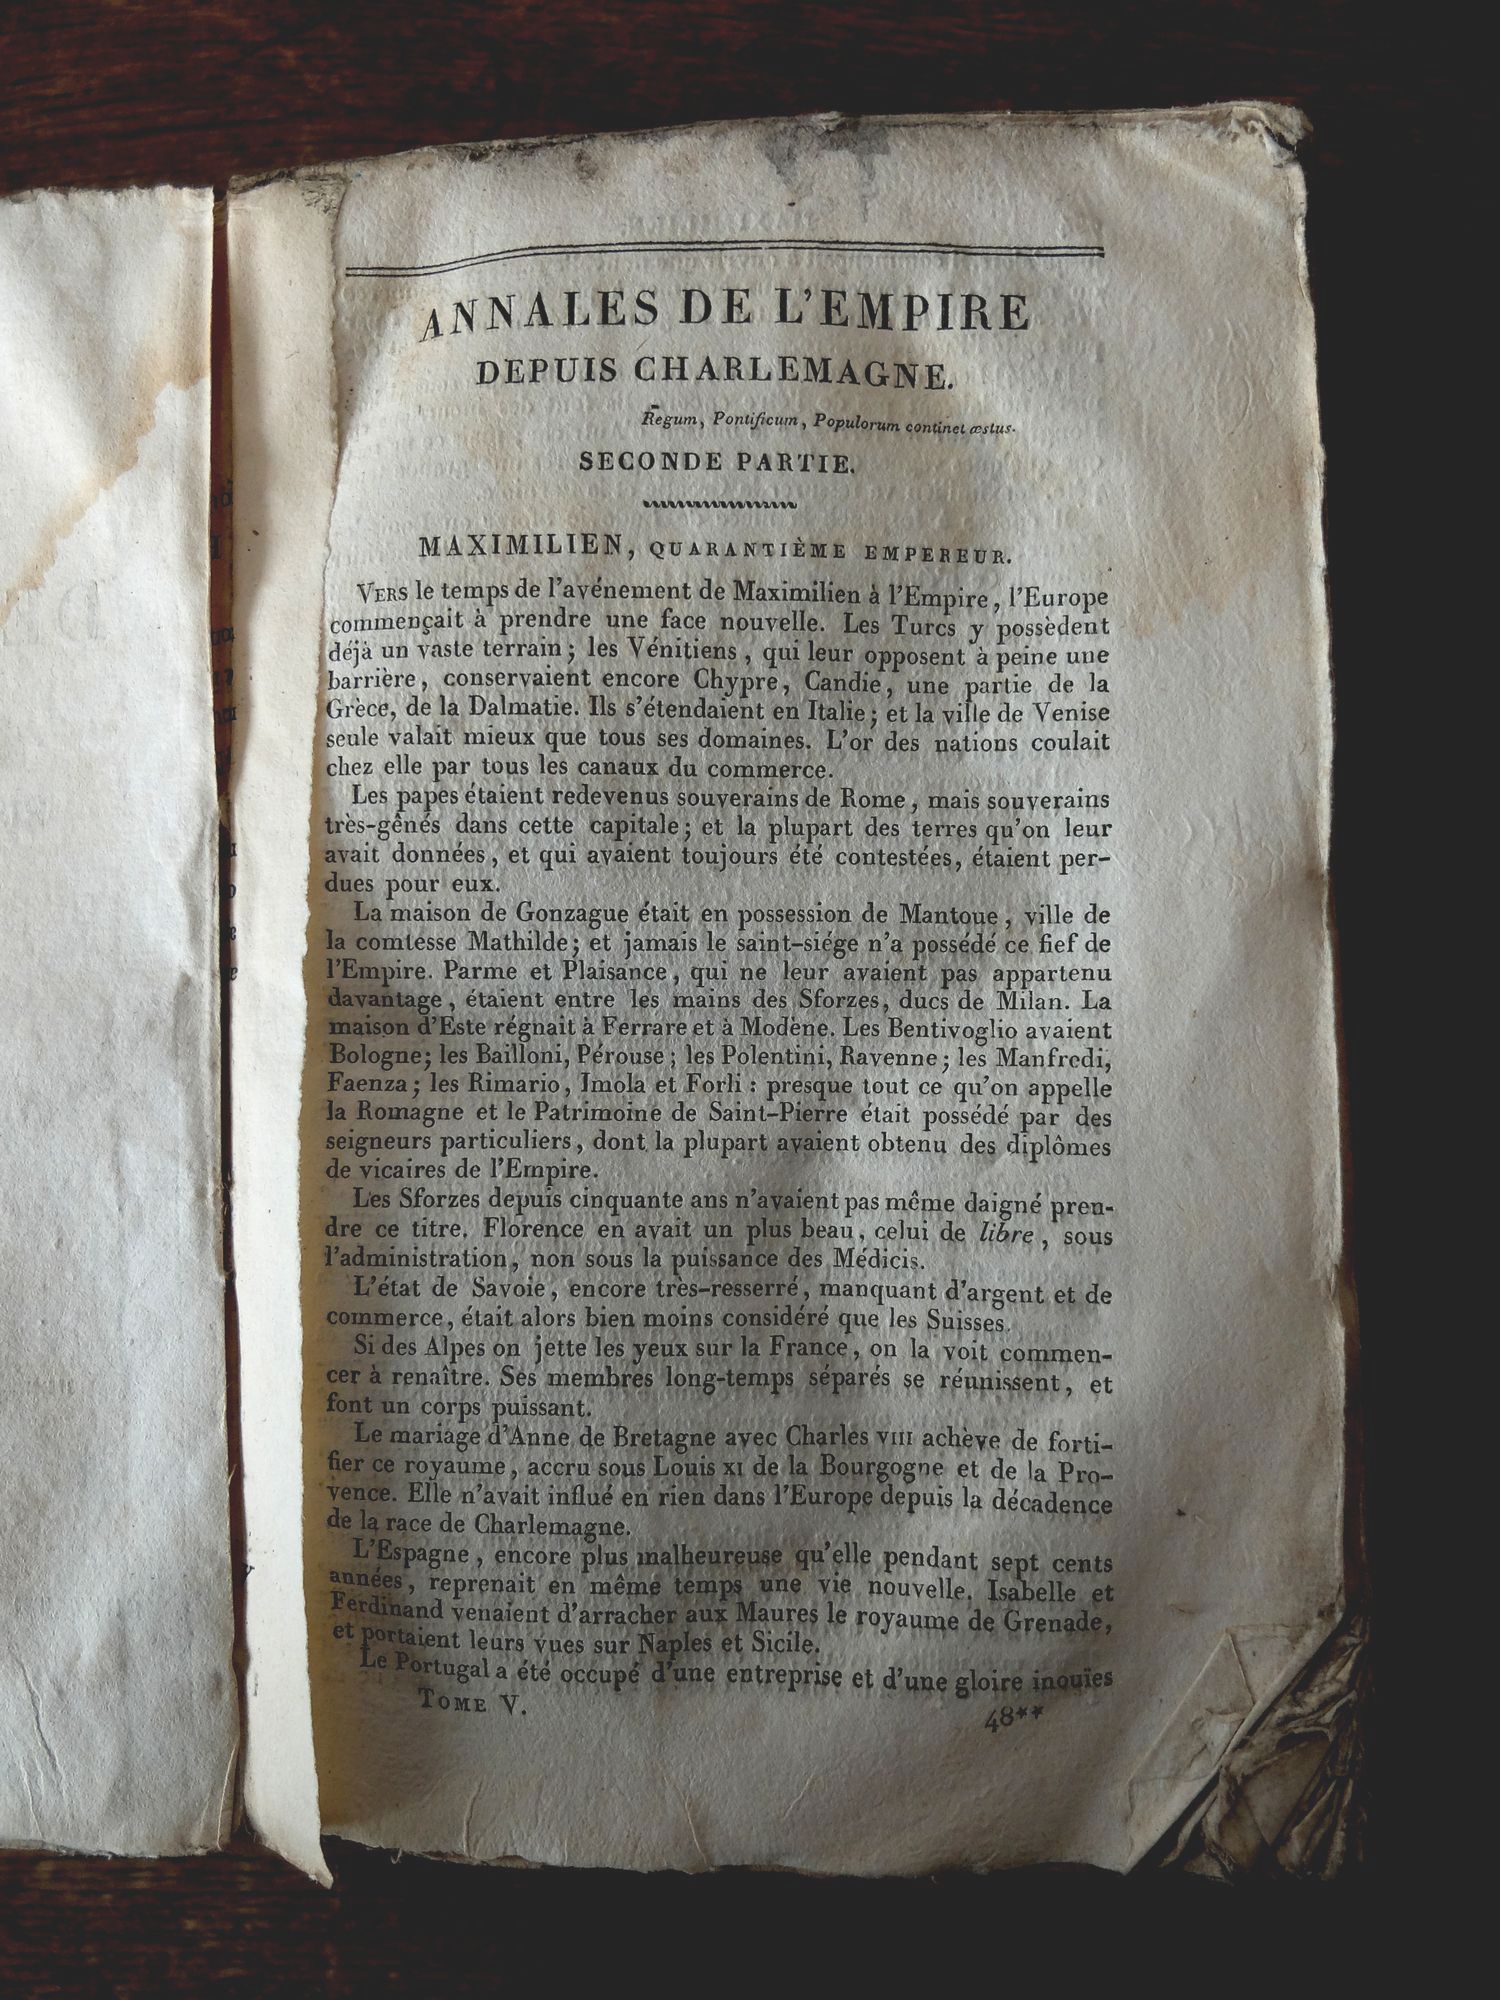 ANNALES DE L'EMPIRE
DEPUIS CHARLEMAGNE.
Regum, Pontificum, Populorum continet æstus.
SECONDE PARTIE.
MAXIMILIEN, QUARANTIÈME EMPEREUR.
VERS le temps de l'avénement de Maximilien à l'Empire, l'Europe
commençait à prendre une face nouvelle. Les Turcs y possèdent
déjà un vaste terrain; les Vénitiens, qui leur opposent à peine une
barrière, conservaient encore Chypre, Candie, une partie de la
Grèce, de la Dalmatie. Ils s'étendaient en Italie; et la ville de Venise
seule valait mieux que tous ses domaines. L'or des nations coulait
chez elle par tous les canaux du commerce.
Les papes étaient redevenus souverains de Rome, mais souverains
très-gênés dans cette capitale; et la plupart des terres qu'on leur
avait données, et qui avaient toujours été contestées, étaient per-
dues pour eux.
La maison de Gonzague était en possession de Mantoue, ville de
la comtesse Mathilde; et jamais le saint-siége n'a possédé ce fief de
l'Empire. Parme et Plaisance, qui ne leur avaient pas appartenu
davantage, étaient entre les mains des Sforzes, ducs de Milan. La
maison d'Este régnait à Ferrare et à Modène. Les Bentivoglio avaient
Bologne; les Bailloni, Pérouse; les Polentini, Ravenne; les Manfredi,
Faenza; les Rimario, Imola et Forli: presque tout ce qu'on appelle
la Romagne et le Patrimoine de Saint-Pierre était possédé par des
seigneurs particuliers, dont la plupart avaient obtenu des diplômes
de vicaires de l'Empire.
Les Sforzes depuis cinquante ans n'avaient pas même daigné pren-
dre ce titre. Florence en avait un plus beau, celui de libre, sous
l'administration, non sous la puissance des Médicis.
L'état de Savoie, encore très-resserré, manquant d'argent et de
commerce, était alors bien moins considéré que les Suisses.
Si des Alpes on jette les yeux sur la France, on la voit commen-
cer à renaître. Ses membres long-temps séparés se réunissent, et
font un corps puissant.
Le mariage d'Anne de Bretagne avec Charles VIII achève de forti-
fier ce royaume, accru sous Louis XI de la Bourgogne et de la Pro-
vence. Elle n'avait influé en rien dans l'Europe depuis la décadence
de la race de Charlemagne.
L'Espagne, encore plus malheureuse qu'elle pendant sept cents
années, reprenait en même temps une vie nouvelle. Isabelle et
Ferdinand venaient d'arracher aux Maures le royaume de Grenade,
et portaient leurs vues sur Naples et Sicile.
Le Portugal a été occupé d'une entreprise et d'une gloire inouïes
TOME V.
48**